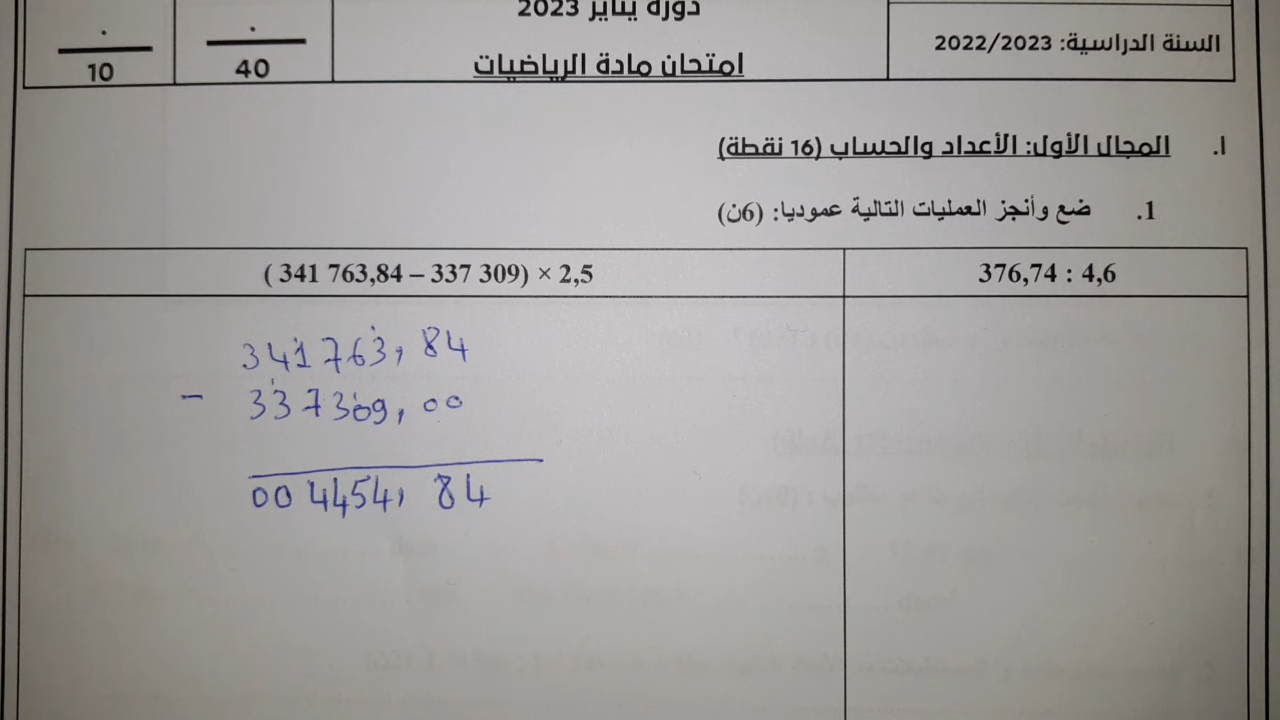 دورة يناير 2023
السنة الدراسية: 2022/2023
امتحان مادة الرياضيات
40
10
I. المجال الأول: الأعداد والحساب (16 نقطة)
1. ضع وأنجز العمليات التالية عموديا: (6ن)
( 341 763,84 – 337 309) × 2,5
376,74 : 4,6
341763,84
- 337309,00
004454,84